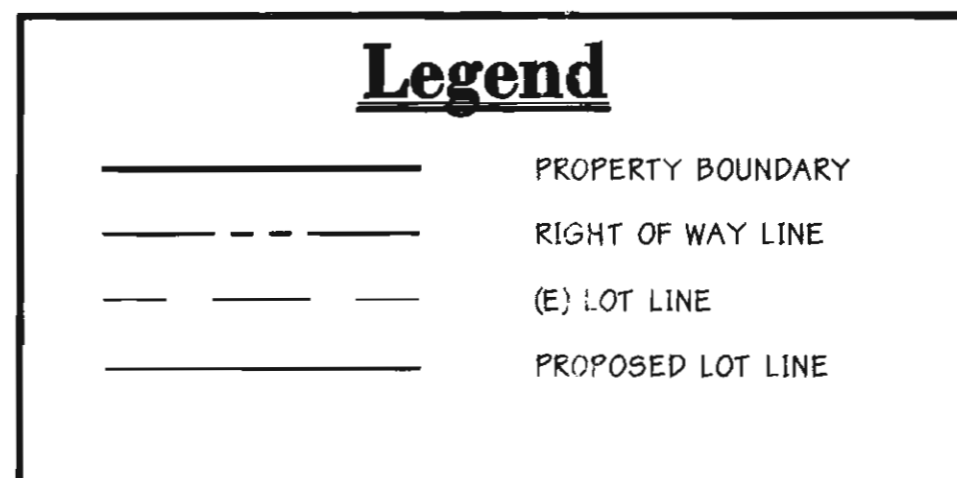 Legend
PROPERTY BOUNDARY
RIGHT OF WAY LINE
(E) LOT LINE
PROPOSED LOT LINE